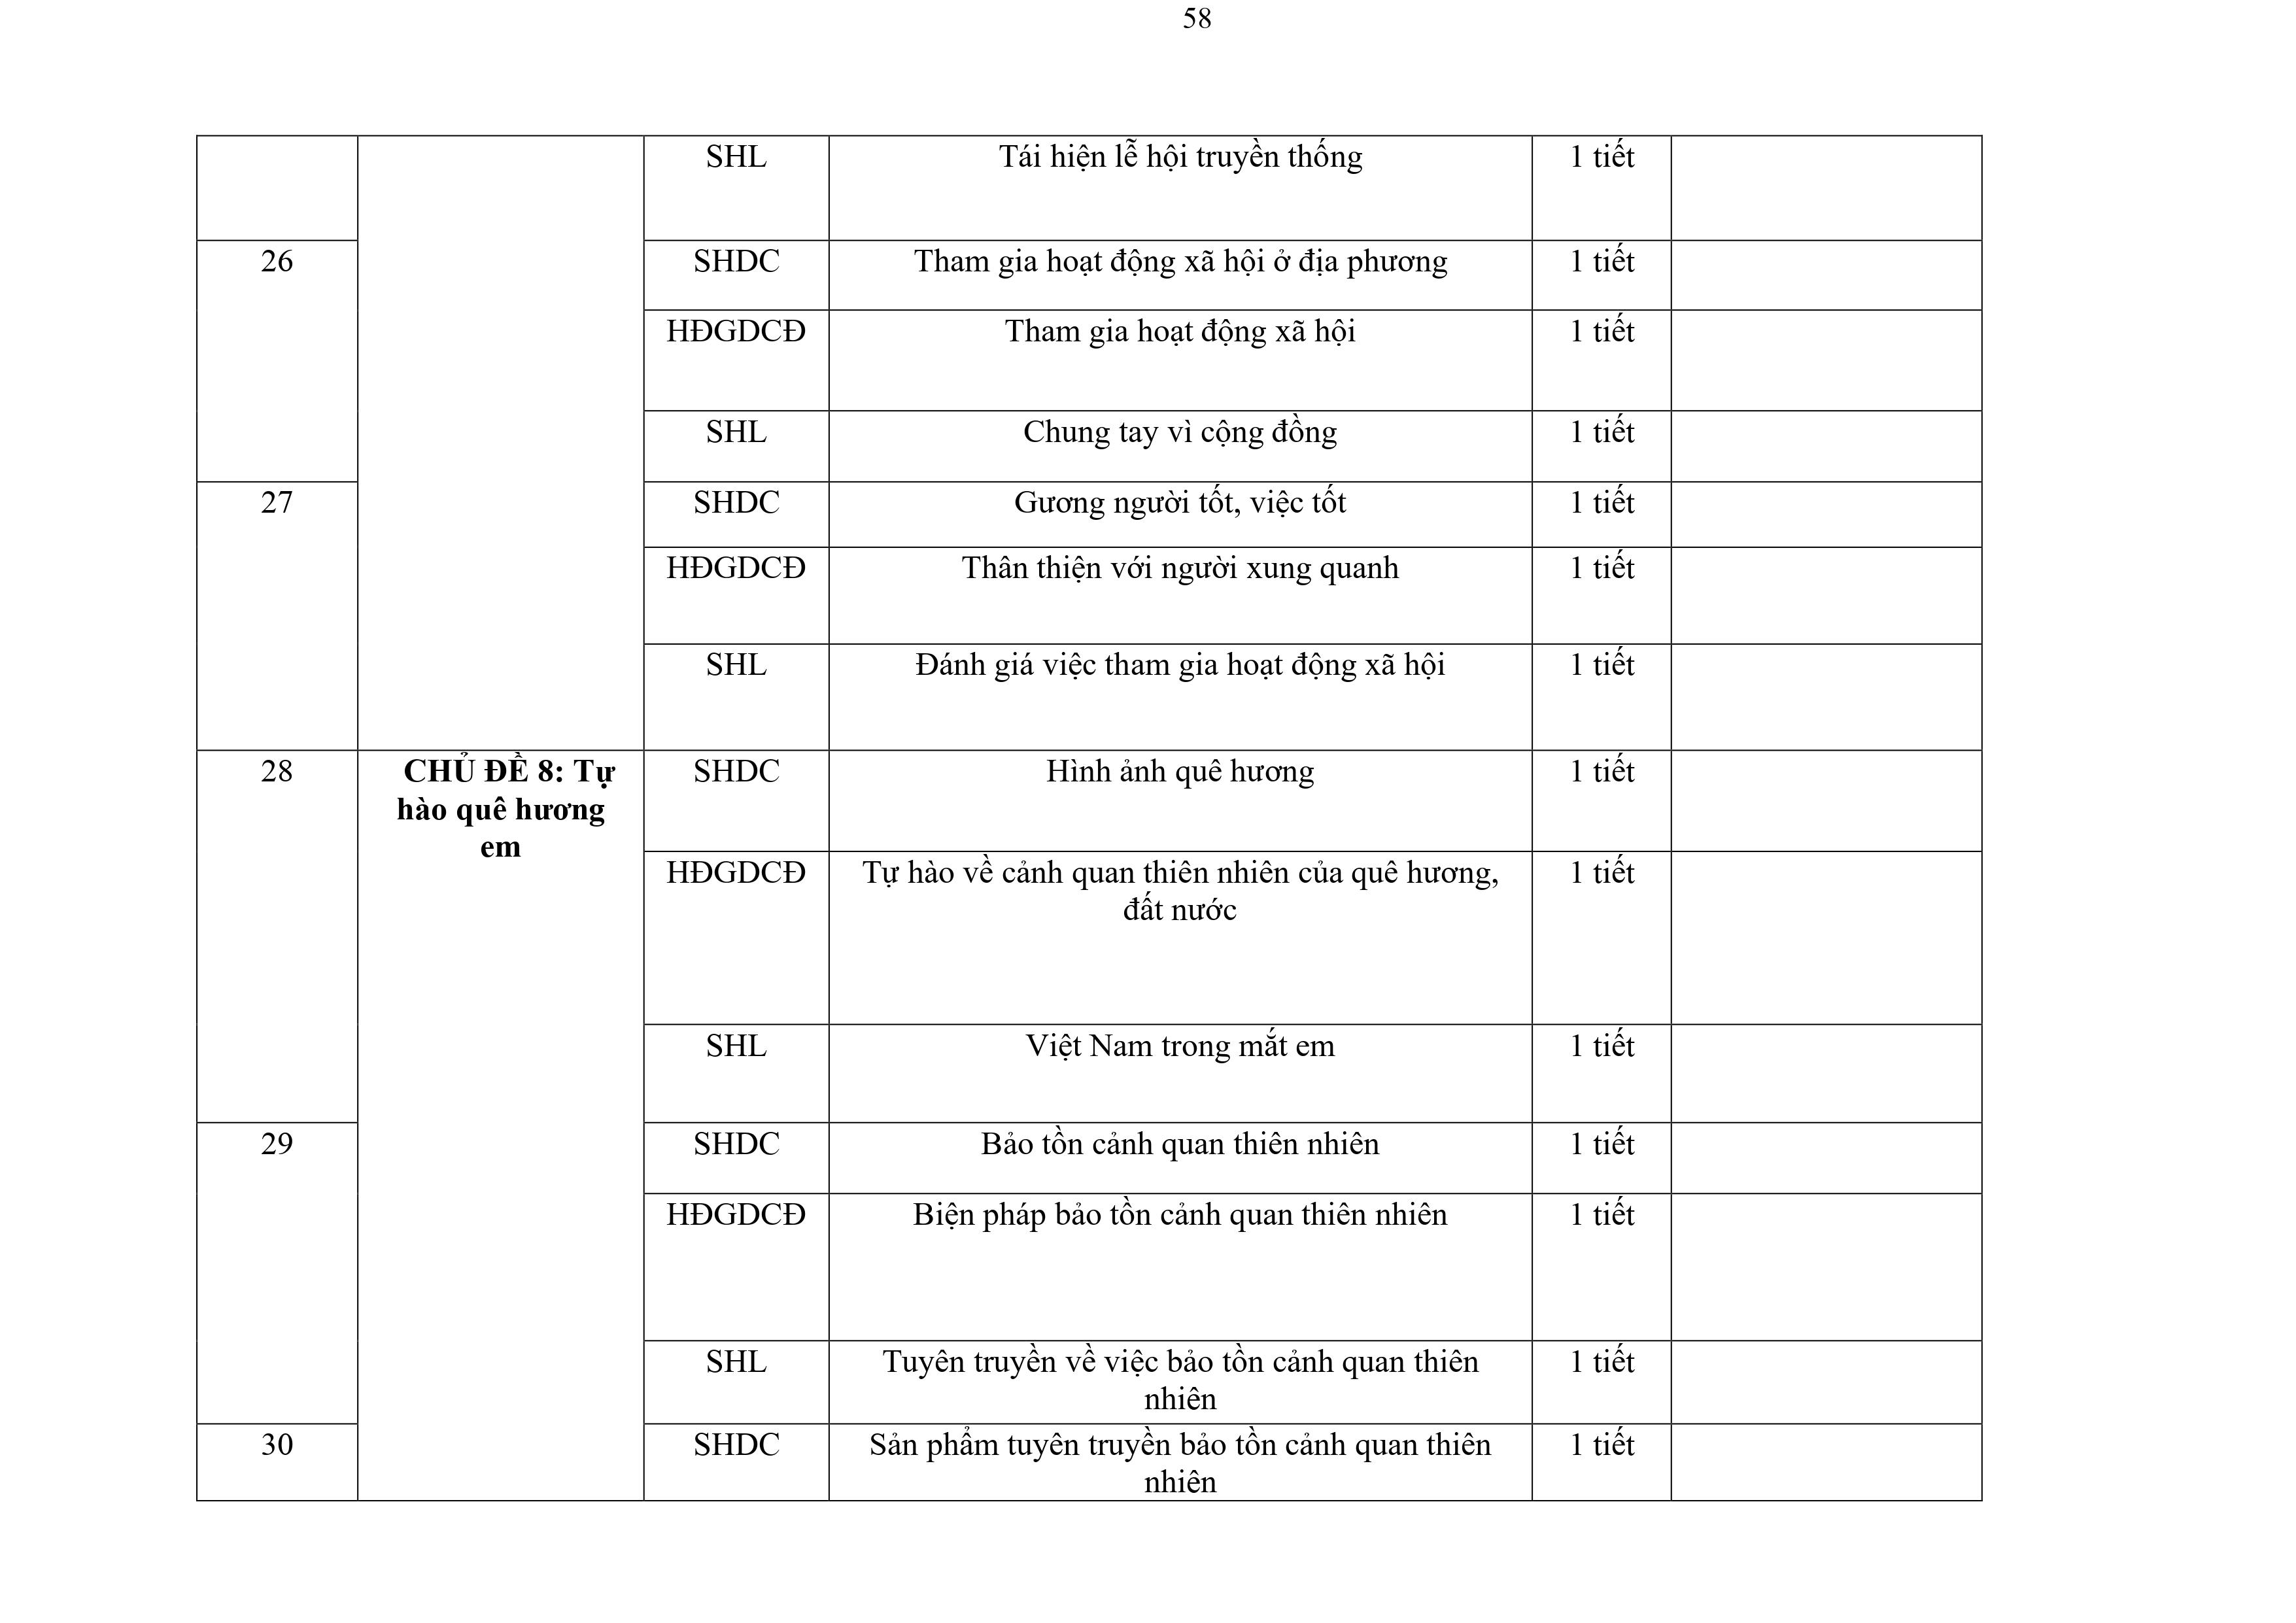 58
SHL Tái hiện lễ hội truyền thống 1 tiết
26 SHDC Tham gia hoạt động xã hội ở địa phương 1 tiết
HĐGDCĐ Tham gia hoạt động xã hội 1 tiết
SHL Chung tay vì cộng đồng 1 tiết
27 SHDC Gương người tốt, việc tốt 1 tiết
HĐGDCĐ Thân thiện với người xung quanh 1 tiết
SHL Đánh giá việc tham gia hoạt động xã hội 1 tiết
28 CHỦ ĐỀ 8: Tự SHDC Hình ảnh quê hương 1 tiết
hào quê hương
em
HĐGDCĐ Tự hào về cảnh quan thiên nhiên của quê hương, 1 tiết
đất nước
SHL Việt Nam trong mắt em 1 tiết
29 SHDC Bảo tồn cảnh quan thiên nhiên 1 tiết
HĐGDCĐ Biện pháp bảo tồn cảnh quan thiên nhiên 1 tiết
SHL Tuyên truyền về việc bảo tồn cảnh quan thiên 1 tiết
nhiên
30 SHDC Sản phẩm tuyên truyền bảo tồn cảnh quan thiên 1 tiết
nhiên